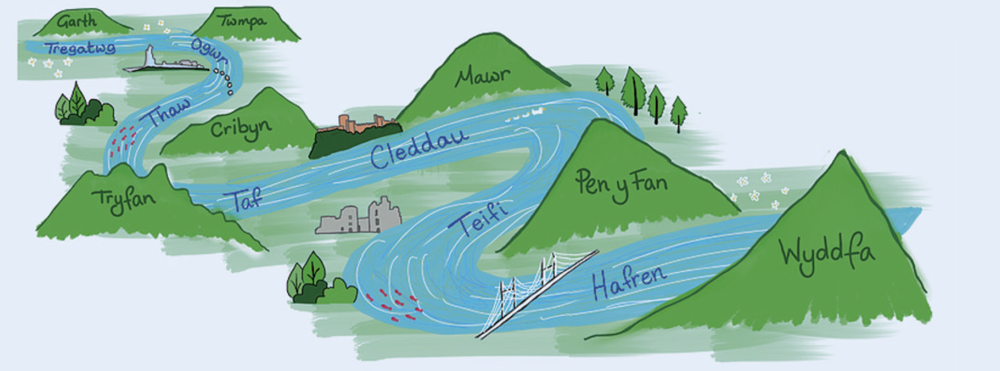 Garth
Twmpa
Tregatwg
Ogwr
Mawr
Thaw
Cribyn
Cleddau
Tryfan
Taf
Pen y Fan
Teifi
Wyddfa
Hafren